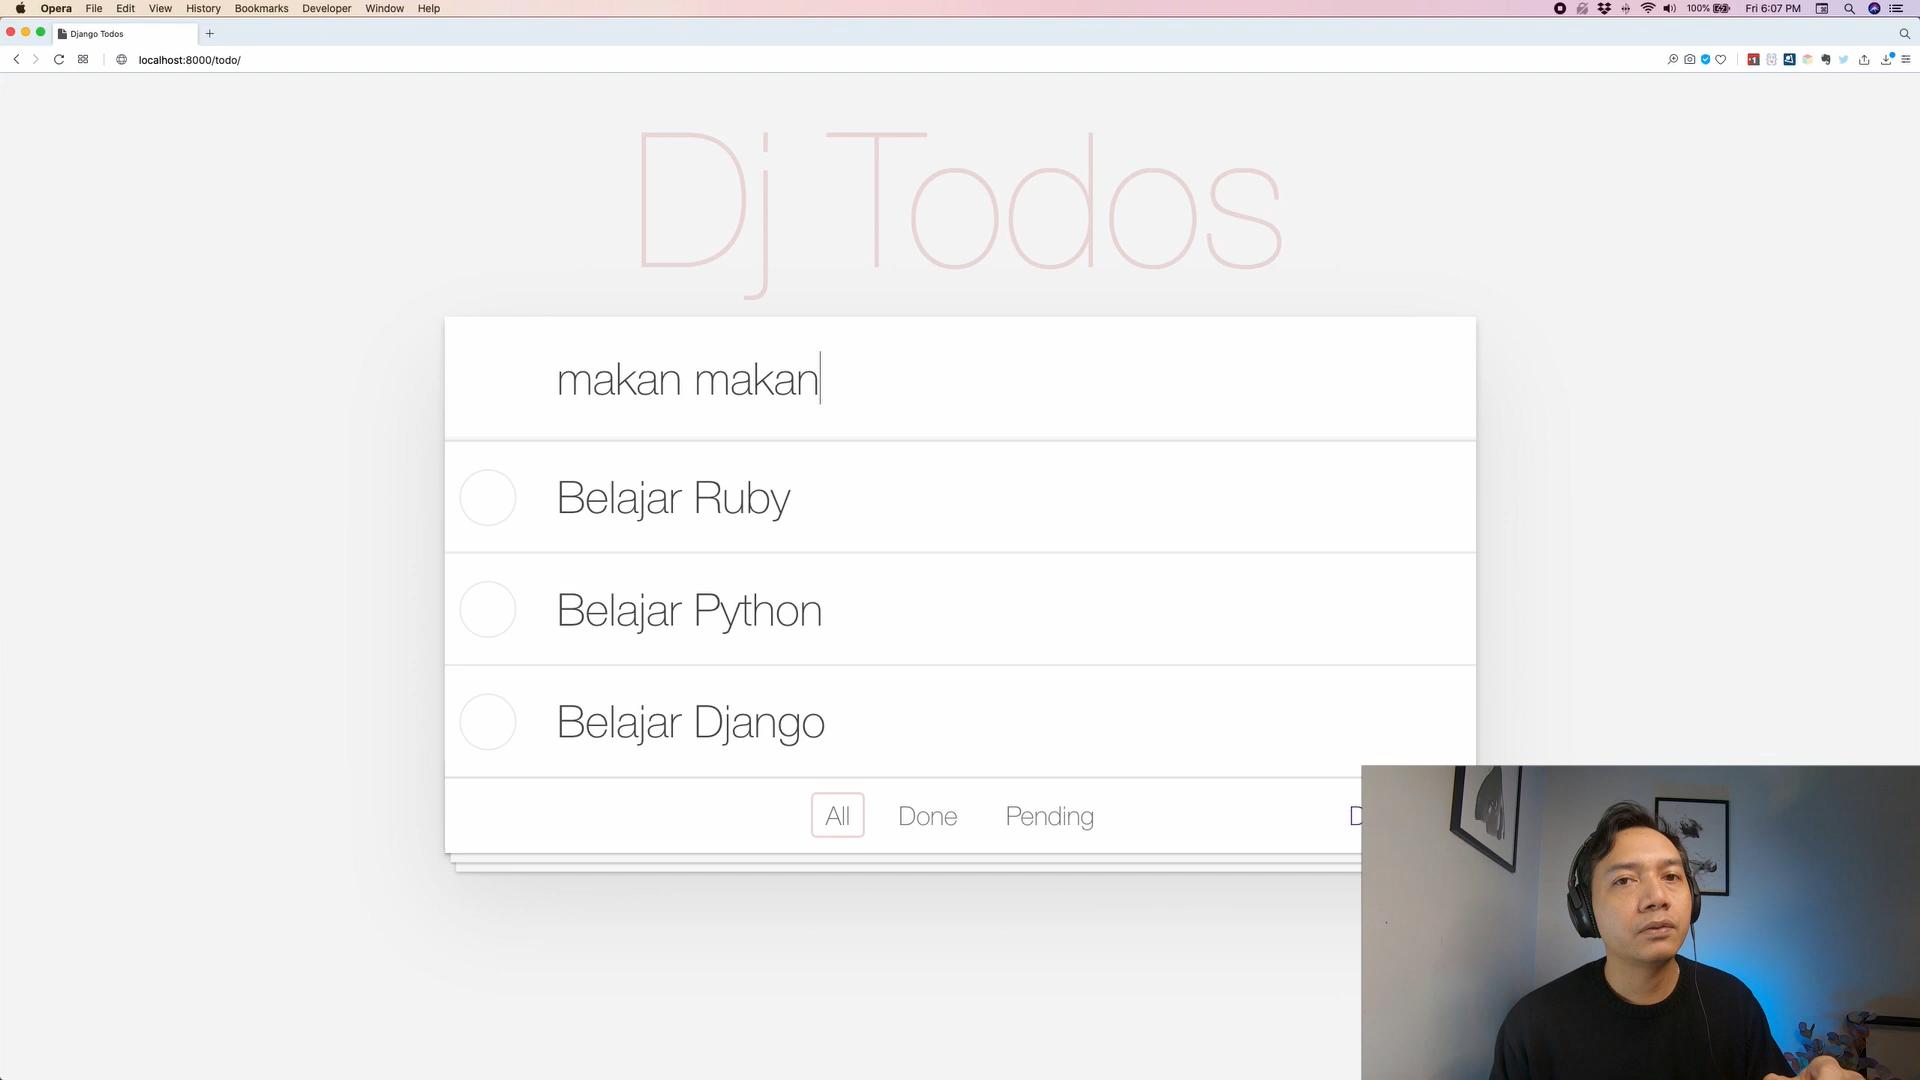 Opera File Edit View History Bookmarks Developer Window Help 100% Fri 6:07 PM
Django Todos
localhost:8000/todo/
Dj Todos
makan makan
Belajar Ruby
Belajar Python
Belajar Django
All Done Pending